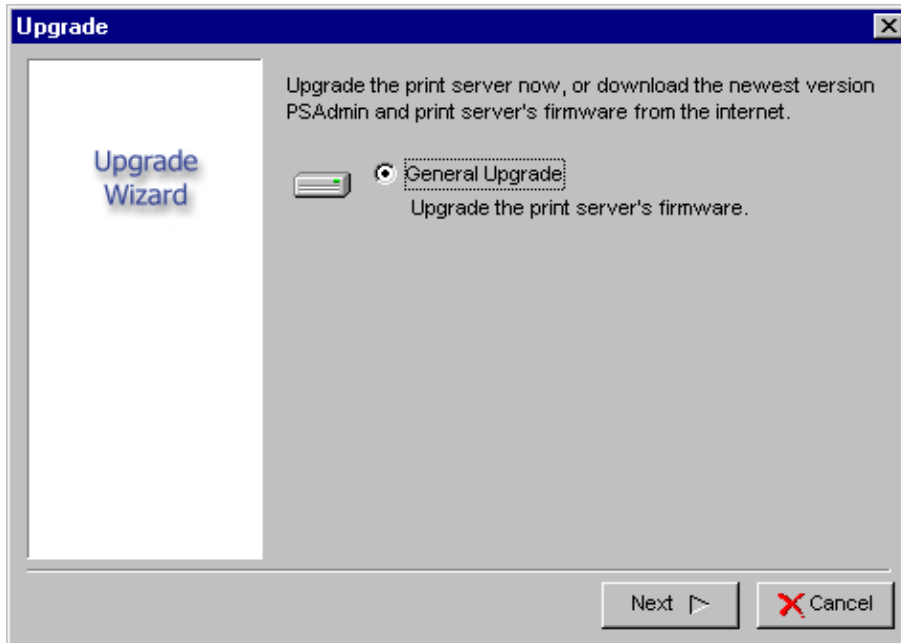 Upgrade
Upgrade the print server now, or download the newest version
PSAdmin and print server's firmware from the internet.
Upgrade
Wizard
General Upgrade
Upgrade the print server's firmware.
Next
Cancel